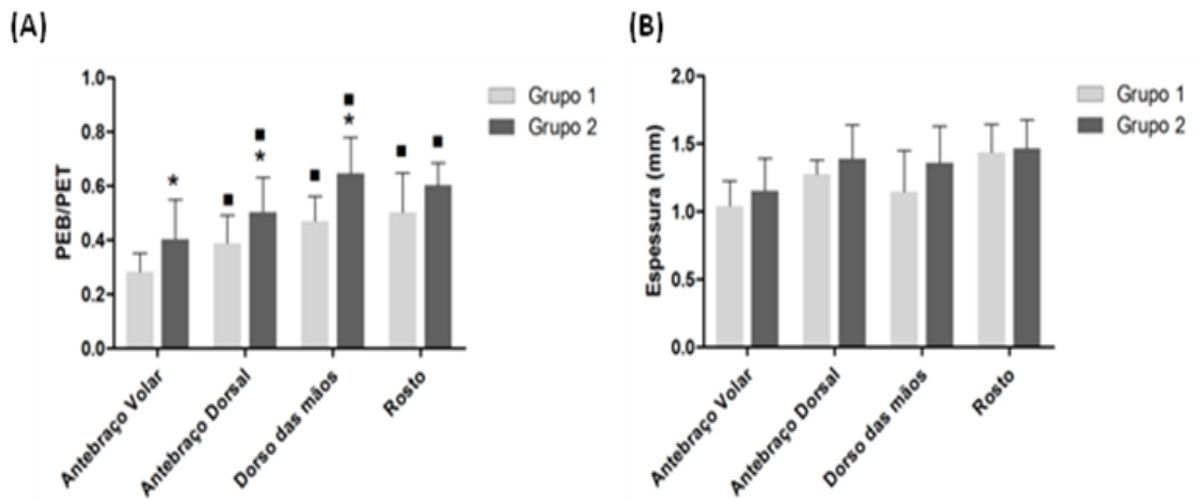 (A)
1.0
0.8
0.6
0.4
0.2
0.0
PEB/PET
Grupo 1
Grupo 2
Antebraço Volar
Antebraço Dorsal
Dorso das mãos
Rosto
(B)
2.0
1.5
1.0
0.5
0.0
Espessura (mm)
Grupo 1
Grupo 2
Antebraço Volar
Antebraço Dorsal
Dorso das mãos
Rosto